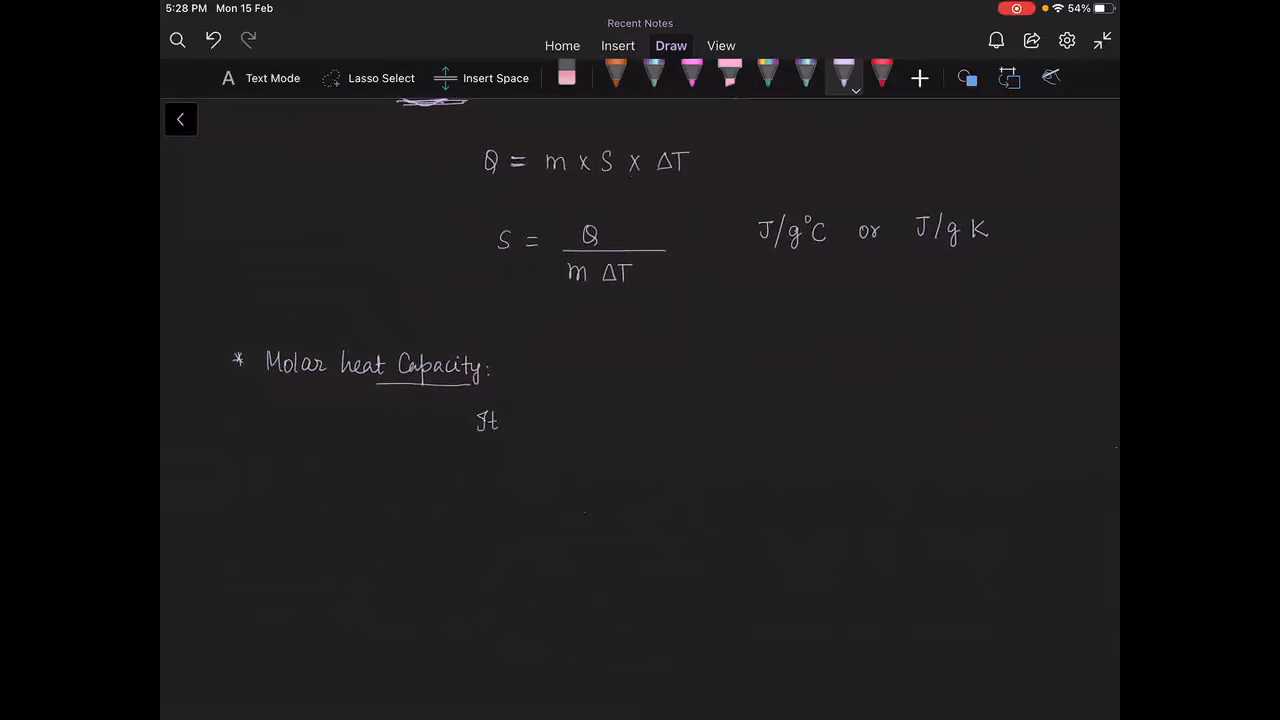 5:28 PM Mon 15 Feb
54%
Recent Notes
Home Insert Draw View
A Text Mode Lasso Select Insert Space
Q = m x S x ΔT
S = Q / m ΔT
J/g°C or J/g K
* Molar heat Capacity:
It